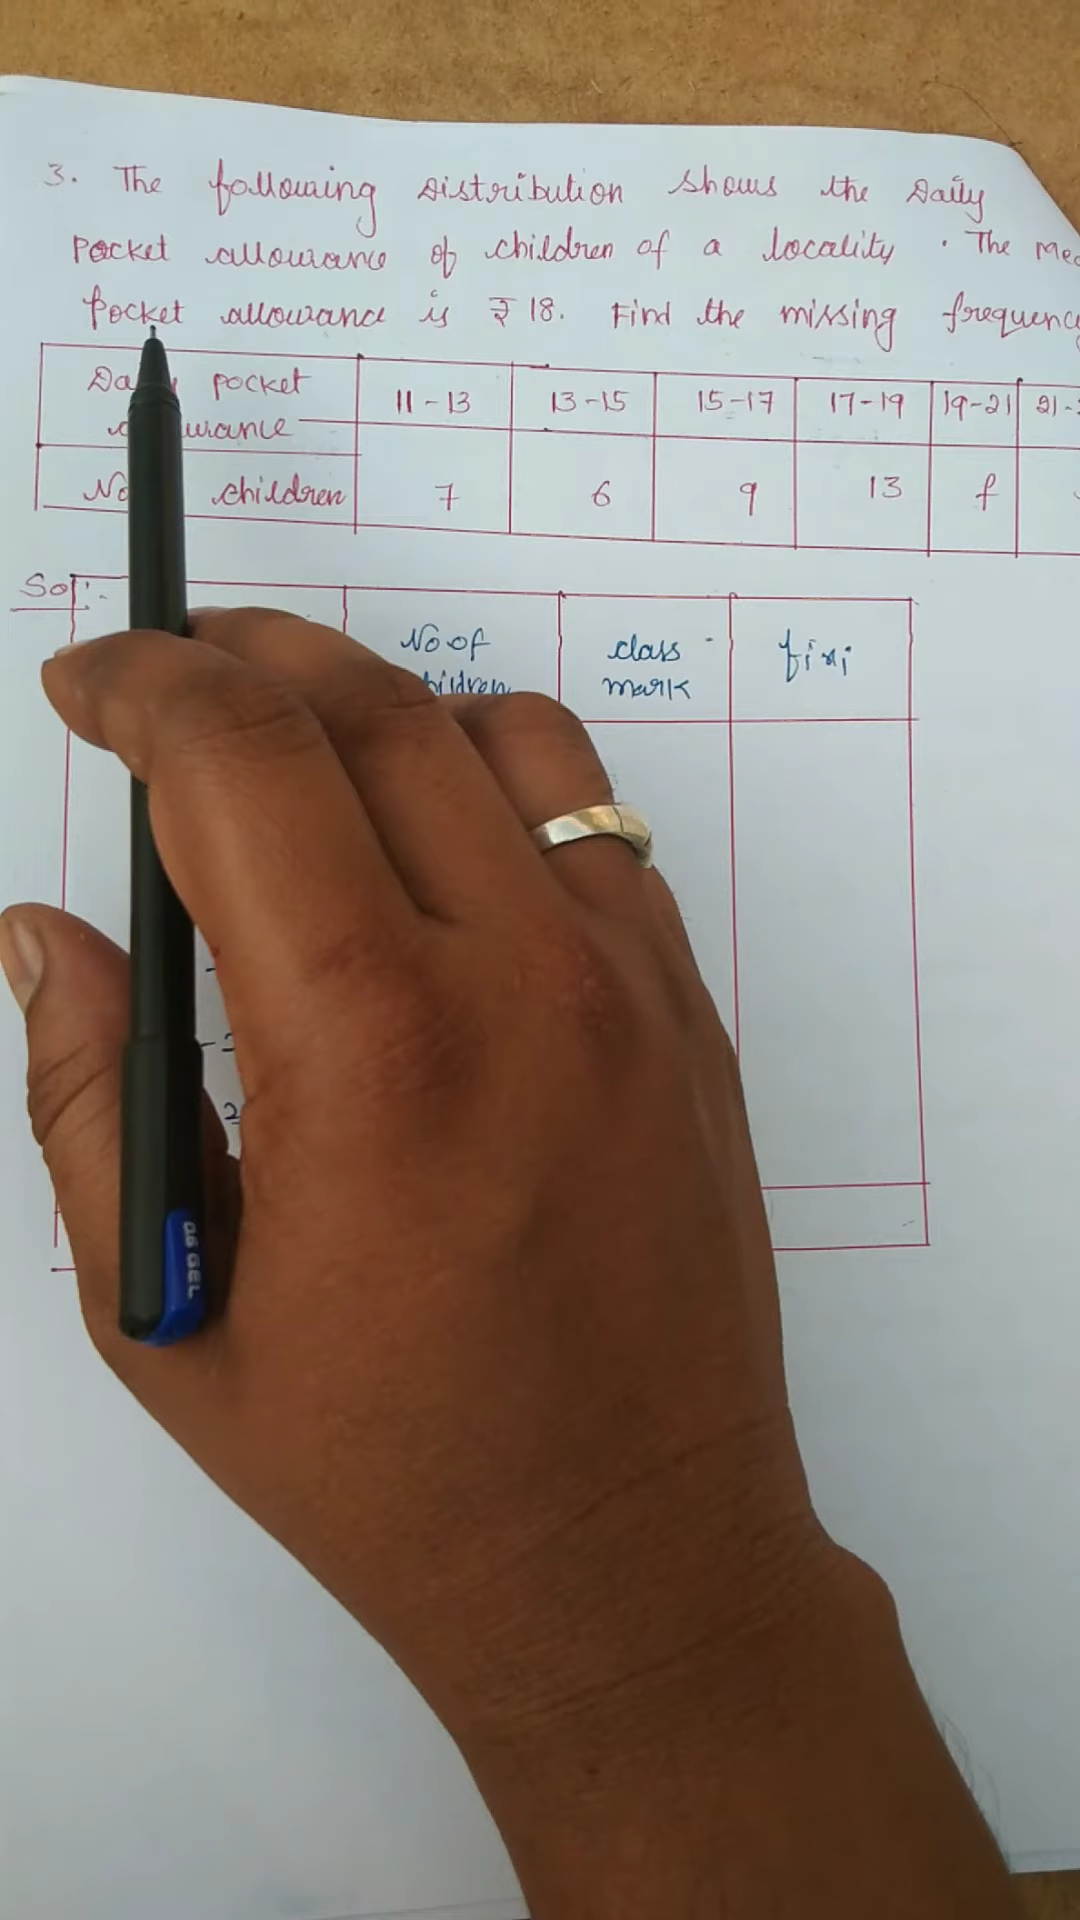 3. The following Distribution shows the Daily
Pocket allowance of children of a locality. The
Pocket allowance is ₹ 18. Find the missing
pocket 11-13 13-15 15-17 17-19 19-21
children 7 6 9 13 f
Sol:-
No of class fixi
mark